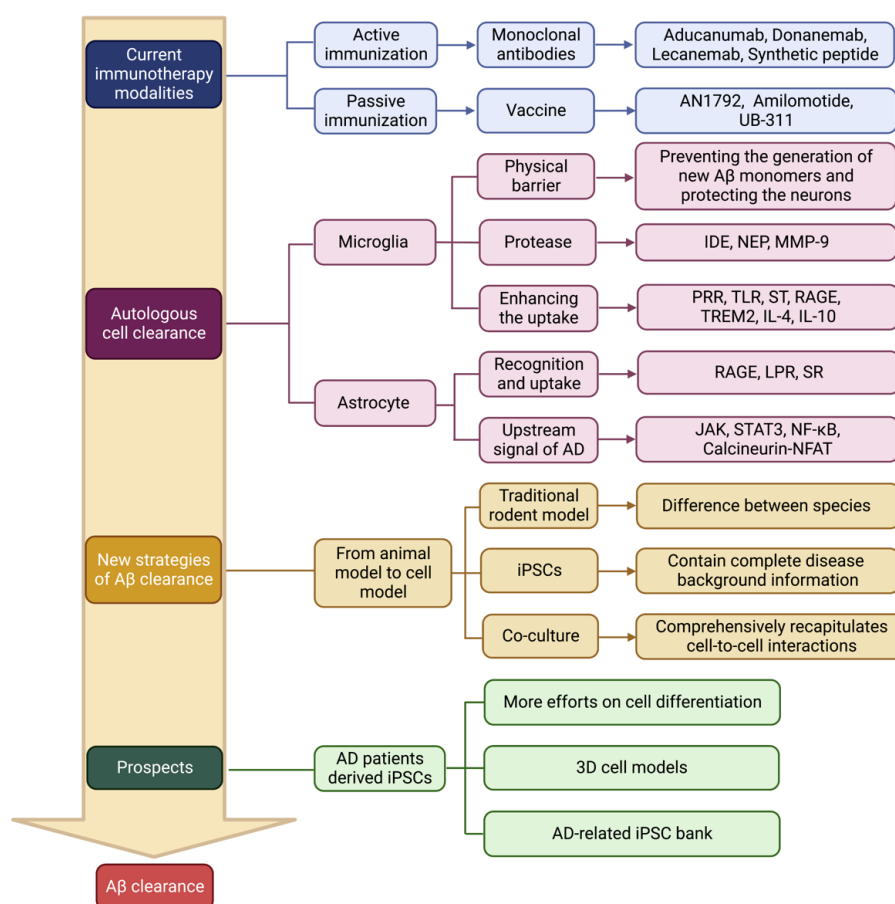 Current
immunotherapy
modalities
Active
immunization
Monoclonal
antibodies
Aducanumab, Donanemab,
Lecanemab, Synthetic peptide
Passive
immunization
Vaccine
AN1792, Amilomotide,
UB-311
Autologous
cell clearance
Microglia
Physical
barrier
Preventing the generation of
new Aβ monomers and
protecting the neurons
Protease
IDE, NEP, MMP-9
Enhancing
the uptake
PRR, TLR, ST, RAGE,
TREM2, IL-4, IL-10
Astrocyte
Recognition
and uptake
RAGE, LPR, SR
Upstream
signal of AD
JAK, STAT3, NF-κB,
Calcineurin-NFAT
New strategies
of Aβ clearance
From animal
model to cell
model
Traditional
rodent model
Difference between species
iPSCs
Contain complete disease
background information
Co-culture
Comprehensively recapitulates
cell-to-cell interactions
Prospects
AD patients
derived iPSCs
More efforts on cell differentiation
3D cell models
AD-related iPSC bank
Aβ clearance